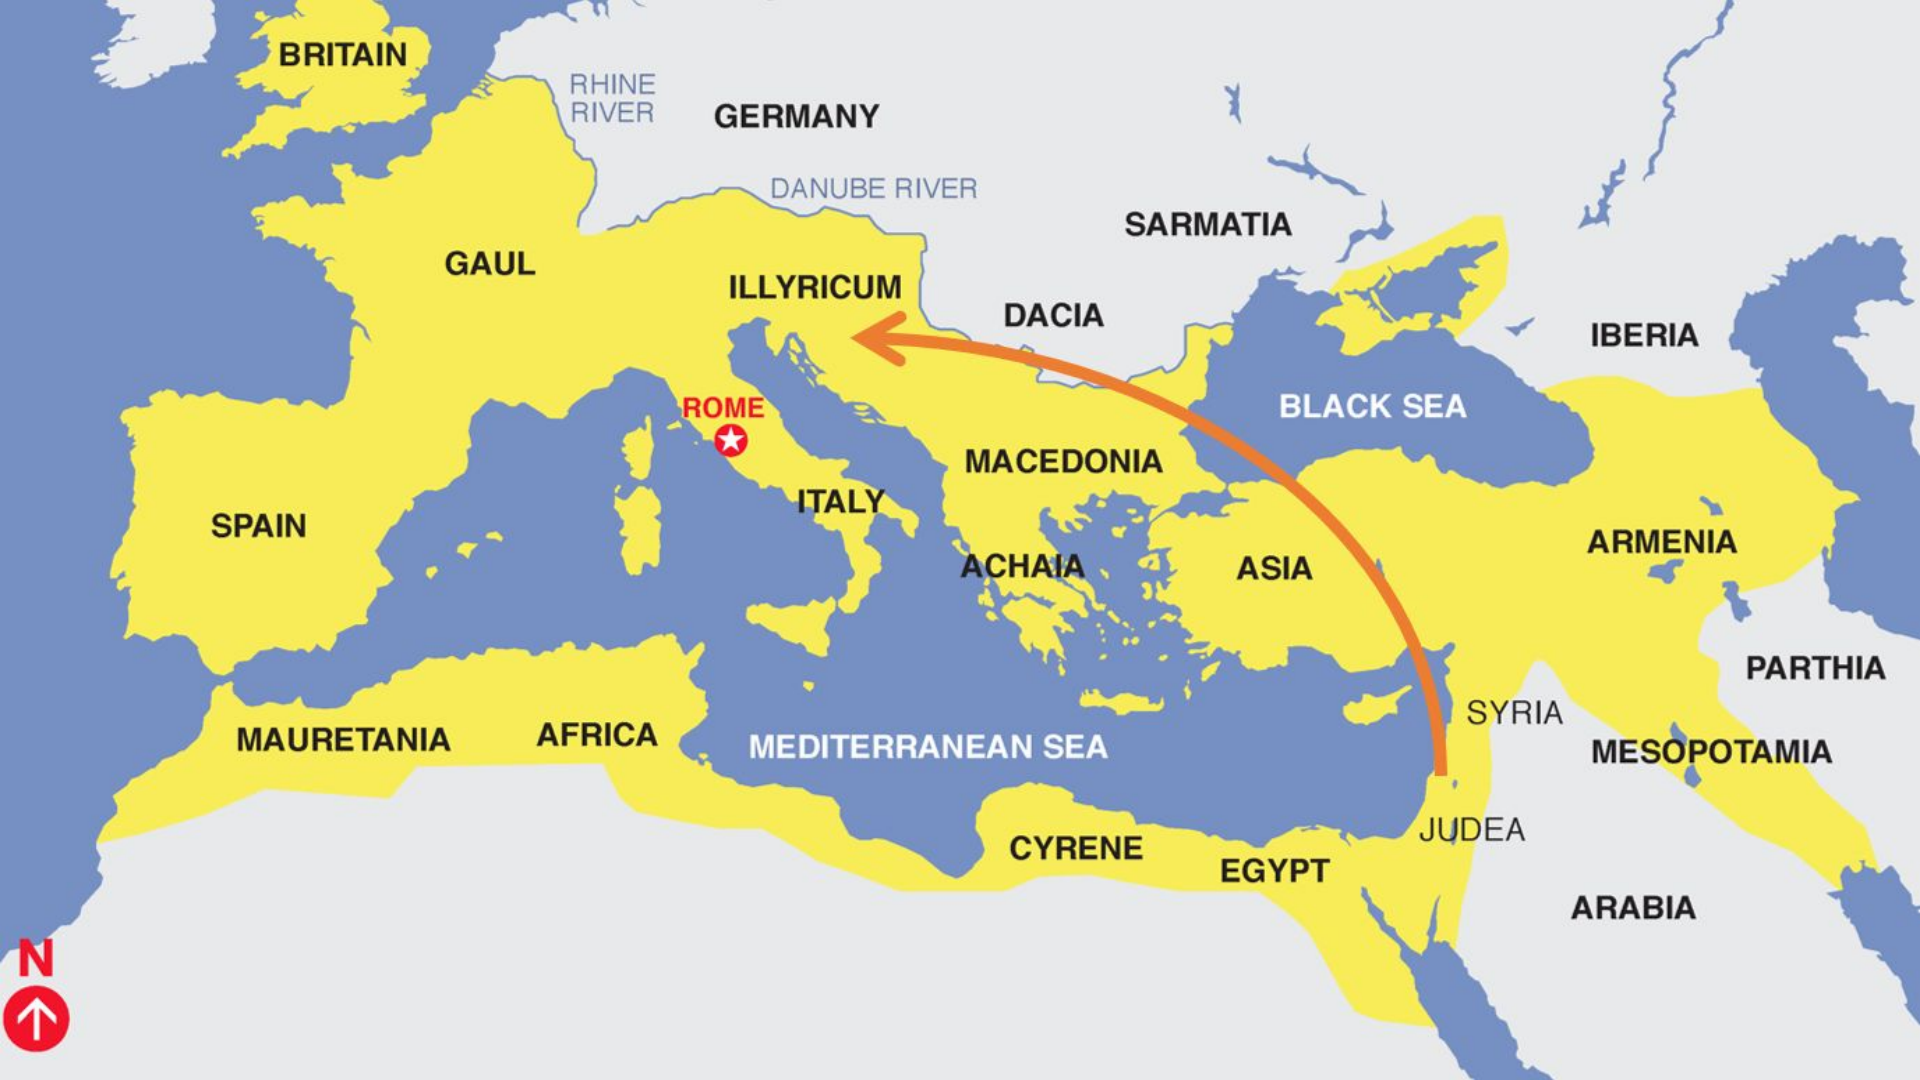 BRITAIN
RHINE
RIVER
GERMANY
DANUBE RIVER
SARMATIA
GAUL
ILLYRICUM
DACIA
IBERIA
BLACK SEA
ROME
MACEDONIA
ITALY
SPAIN
ARMENIA
ACHAIA
ASIA
PARTHIA
SYRIA
MAURETANIA
AFRICA
MEDITERRANEAN SEA
MESOPOTAMIA
JUDEA
CYRENE
EGYPT
ARABIA
N